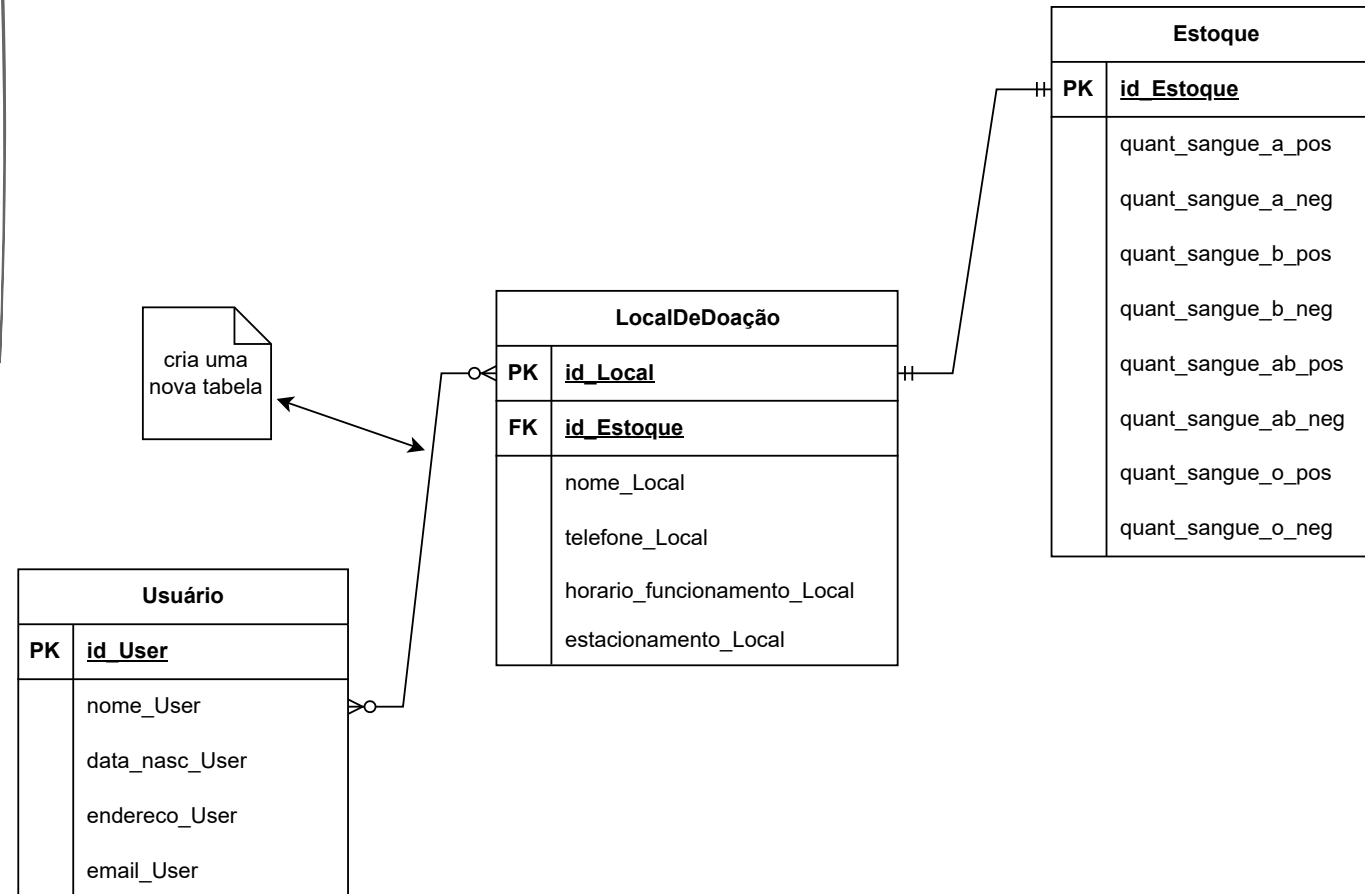 Estoque
PK id_Estoque
quant_sangue_a_pos
quant_sangue_a_neg
quant_sangue_b_pos
quant_sangue_b_neg
quant_sangue_ab_pos
quant_sangue_ab_neg
quant_sangue_o_pos
quant_sangue_o_neg
cria uma
nova tabela
LocalDeDoação
PK id_Local
FK id_Estoque
nome_Local
telefone_Local
horario_funcionamento_Local
estacionamento_Local
Usuário
PK id_User
nome_User
data_nasc_User
endereco_User
email_User